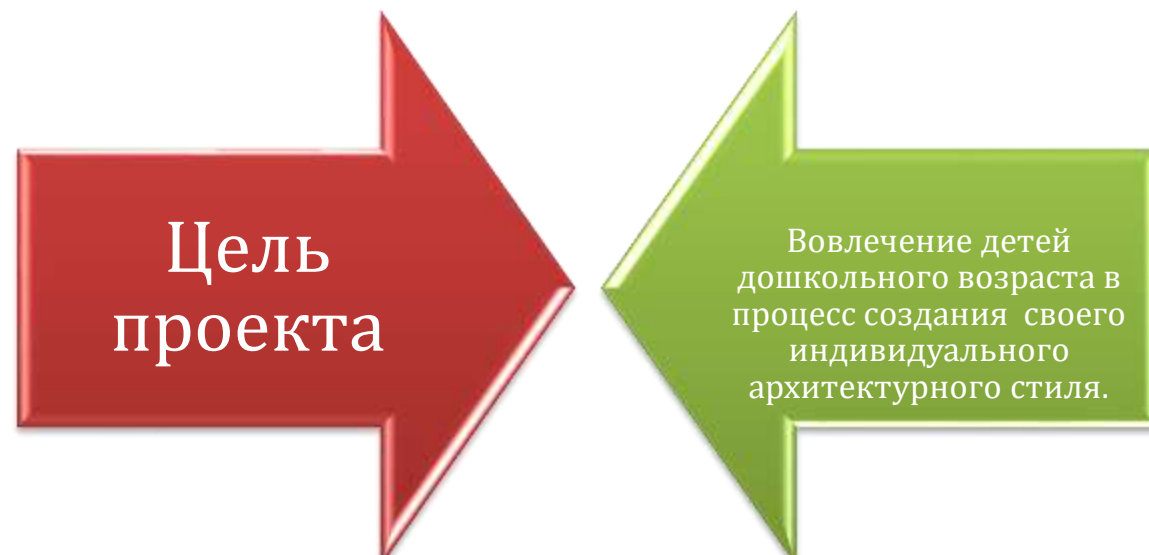 Цель
проекта
Вовлечение детей
дошкольного возраста в
процесс создания  своего
индивидуального
архитектурного стиля.